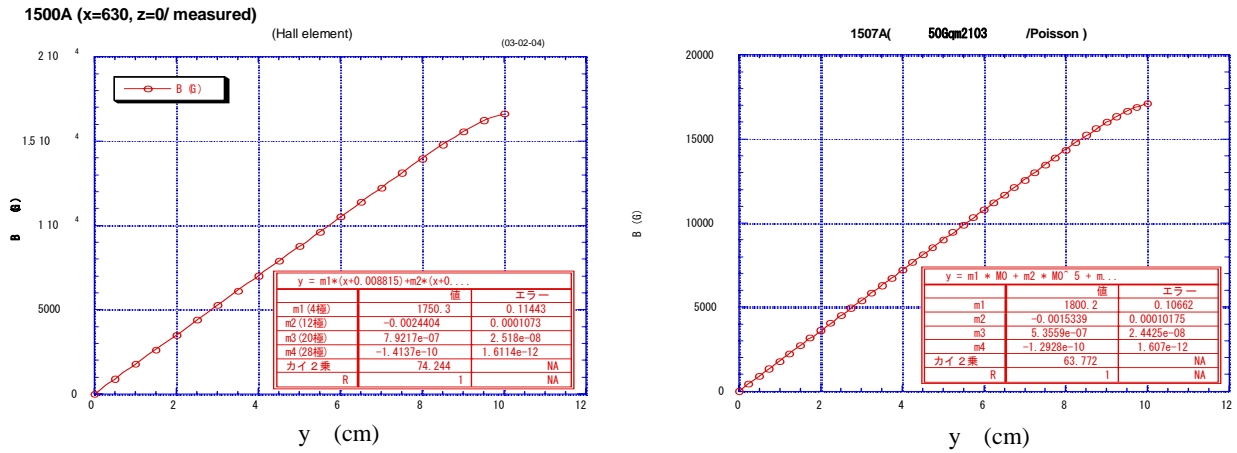 1500A (x=630, z=0/ measured)
(Hall element)
(03-02-04)
2 10 4
B (G)
1.5 10 4
1 10 4
B (G)
5000
0
y = m1*(x+0.008815)+m2*(x+0....
値 エラー
m1(4極) 1750.3 0.11443
m2(12極) -0.0024404 0.0001073
m3(20極) 7.9217e-07 2.518e-08
m4(28極) -1.4137e-10 1.6114e-12
カイ2乗 74.244 NA
R 1 NA
0 2 4 6 8 10 12
y (cm)
1507A( 50Gqm2103 /Poisson )
20000
15000
10000
B (G)
5000
0
y = m1 * M0 + m2 * M0^ 5 + m...
値 エラー
m1 1800.2 0.10662
m2 -0.0015339 0.00010175
m3 5.3559e-07 2.4425e-08
m4 -1.2928e-10 1.607e-12
カイ2乗 63.772 NA
R 1 NA
0 2 4 6 8 10 12
y (cm)